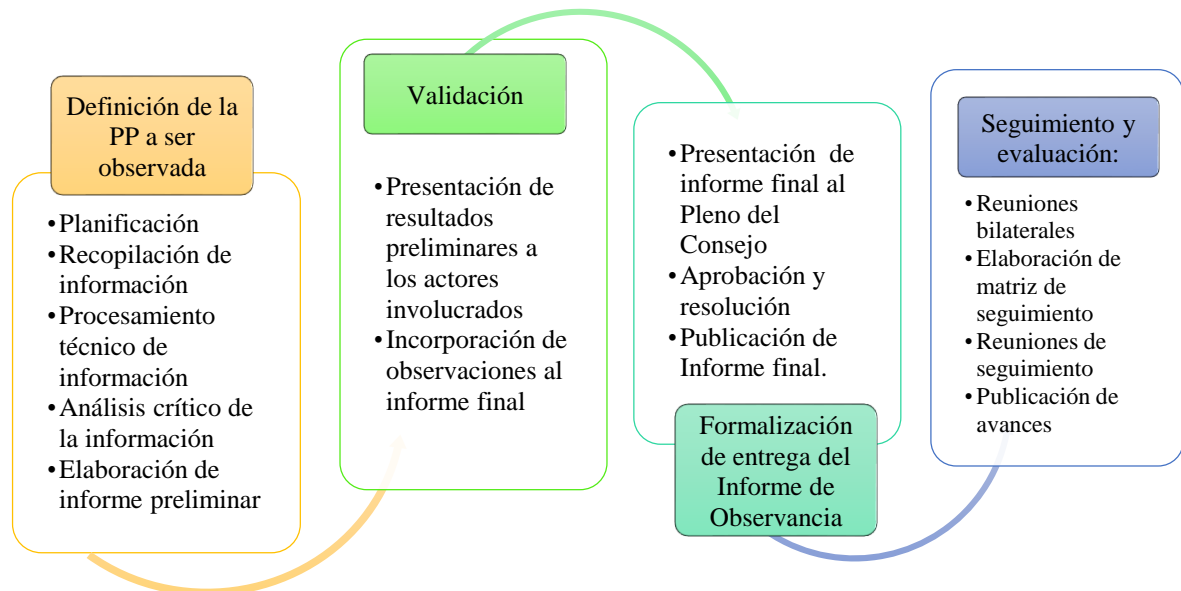 Definición de la
PP a ser
observada
•Planificación
•Recopilación de
información
•Procesamiento
técnico de
información
•Análisis crítico de
la información
•Elaboración de
informe preliminar
Validación
•Presentación de
resultados
preliminares a
los actores
involucrados
•Incorporación de
observaciones al
informe final
•Presentación de
informe final al
Pleno del
Consejo
•Aprobación y
resolución
•Publicación de
Informe final.
Formalización
de entrega del
Informe de
Observancia
Seguimiento y
evaluación:
•Reuniones
bilaterales
•Elaboración de
matriz de
seguimiento
•Reuniones de
seguimiento
•Publicación de
avances